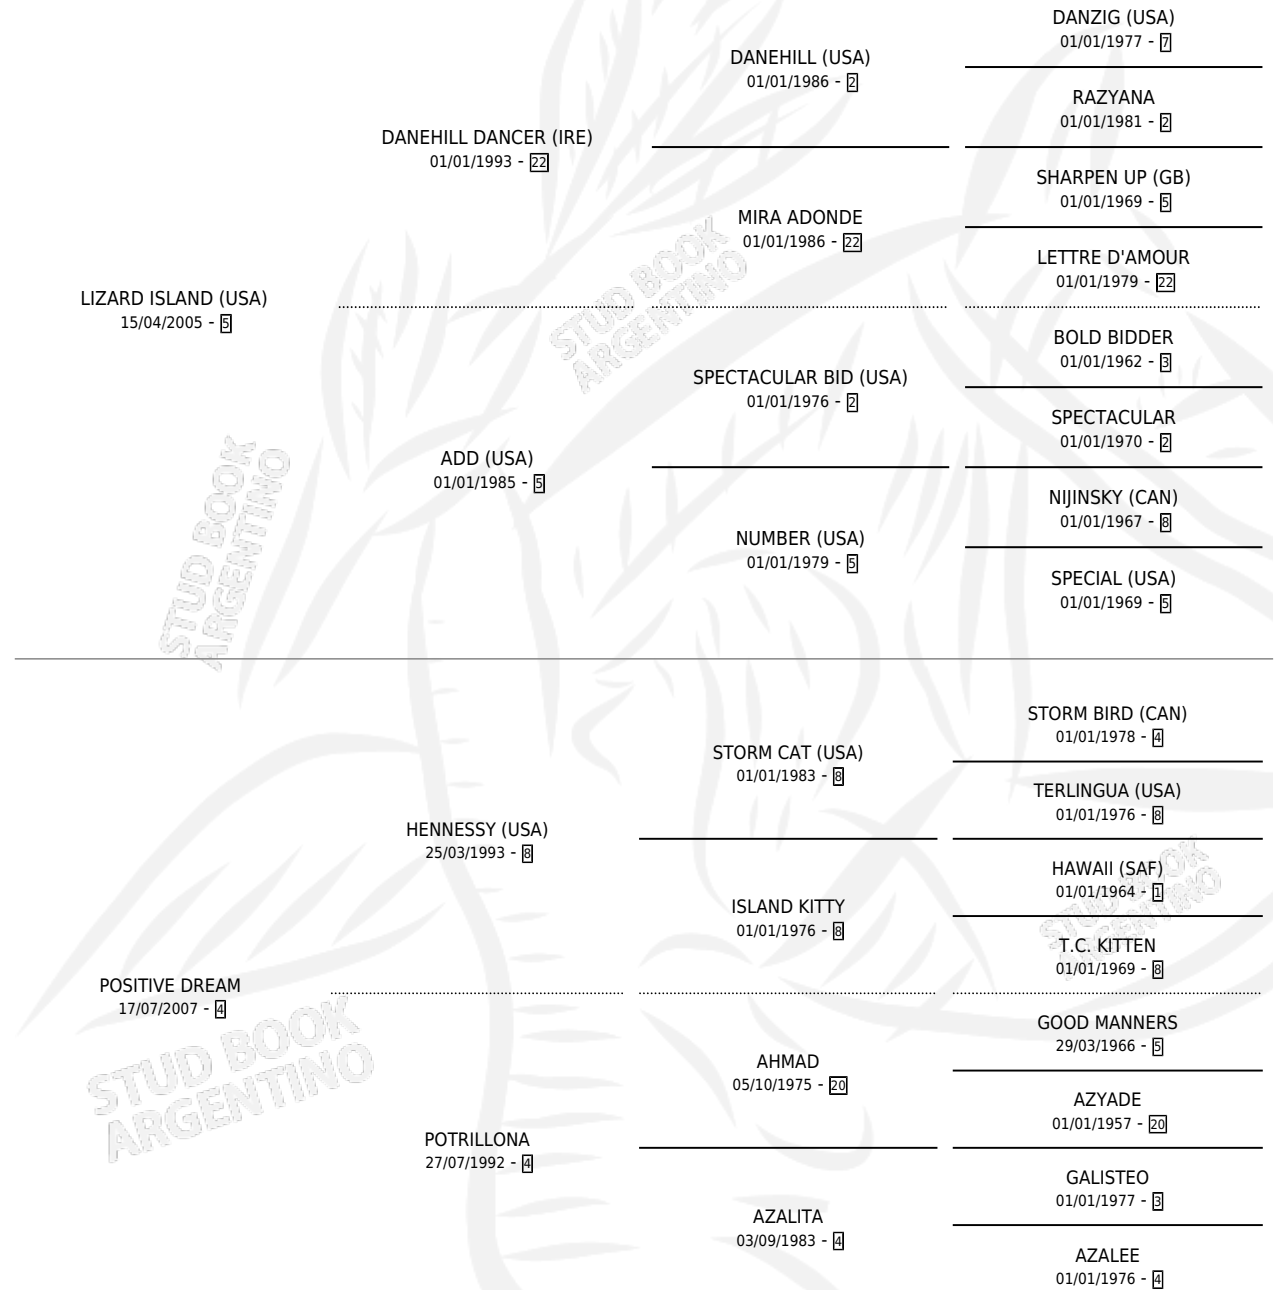 DANZIG (USA)
01/01/1977 - 7
DANEHILL (USA)
01/01/1986 - 2
RAZYANA
01/01/1981 - 2
DANEHILL DANCER (IRE)
01/01/1993 - 22
SHARPEN UP (GB)
01/01/1969 - 5
MIRA ADONDE
01/01/1986 - 22
LETTRE D'AMOUR
01/01/1979 - 22
LIZARD ISLAND (USA)
15/04/2005 - 5
STUD BOOK
ARGENTINO
BOLD BIDDER
01/01/1962 - 3
SPECTACULAR BID (USA)
01/01/1976 - 2
SPECTACULAR
01/01/1970 - 2
ADD (USA)
01/01/1985 - 5
NIJINSKY (CAN)
01/01/1967 - 8
NUMBER (USA)
01/01/1979 - 5
SPECIAL (USA)
01/01/1969 - 5
STUD BOOK
ARGENTINO
STORM BIRD (CAN)
01/01/1978 - 4
STORM CAT (USA)
01/01/1983 - 8
TERLINGUA (USA)
01/01/1976 - 8
HENNESSY (USA)
25/03/1993 - 8
HAWAII (SAF)
01/01/1964 - 1
ISLAND KITTY
01/01/1976 - 8
T.C. KITTEN
01/01/1969 - 8
STUD BOOK
ARGENTINO
POSITIVE DREAM
17/07/2007 - 4
GOOD MANNERS
29/03/1966 - 5
AHMAD
05/10/1975 - 20
AZYADE
01/01/1957 - 20
STUD BOOK
ARGENTINO
POTRILLONA
27/07/1992 - 4
GALISTEO
01/01/1977 - 3
AZALITA
03/09/1983 - 4
AZALEE
01/01/1976 - 4